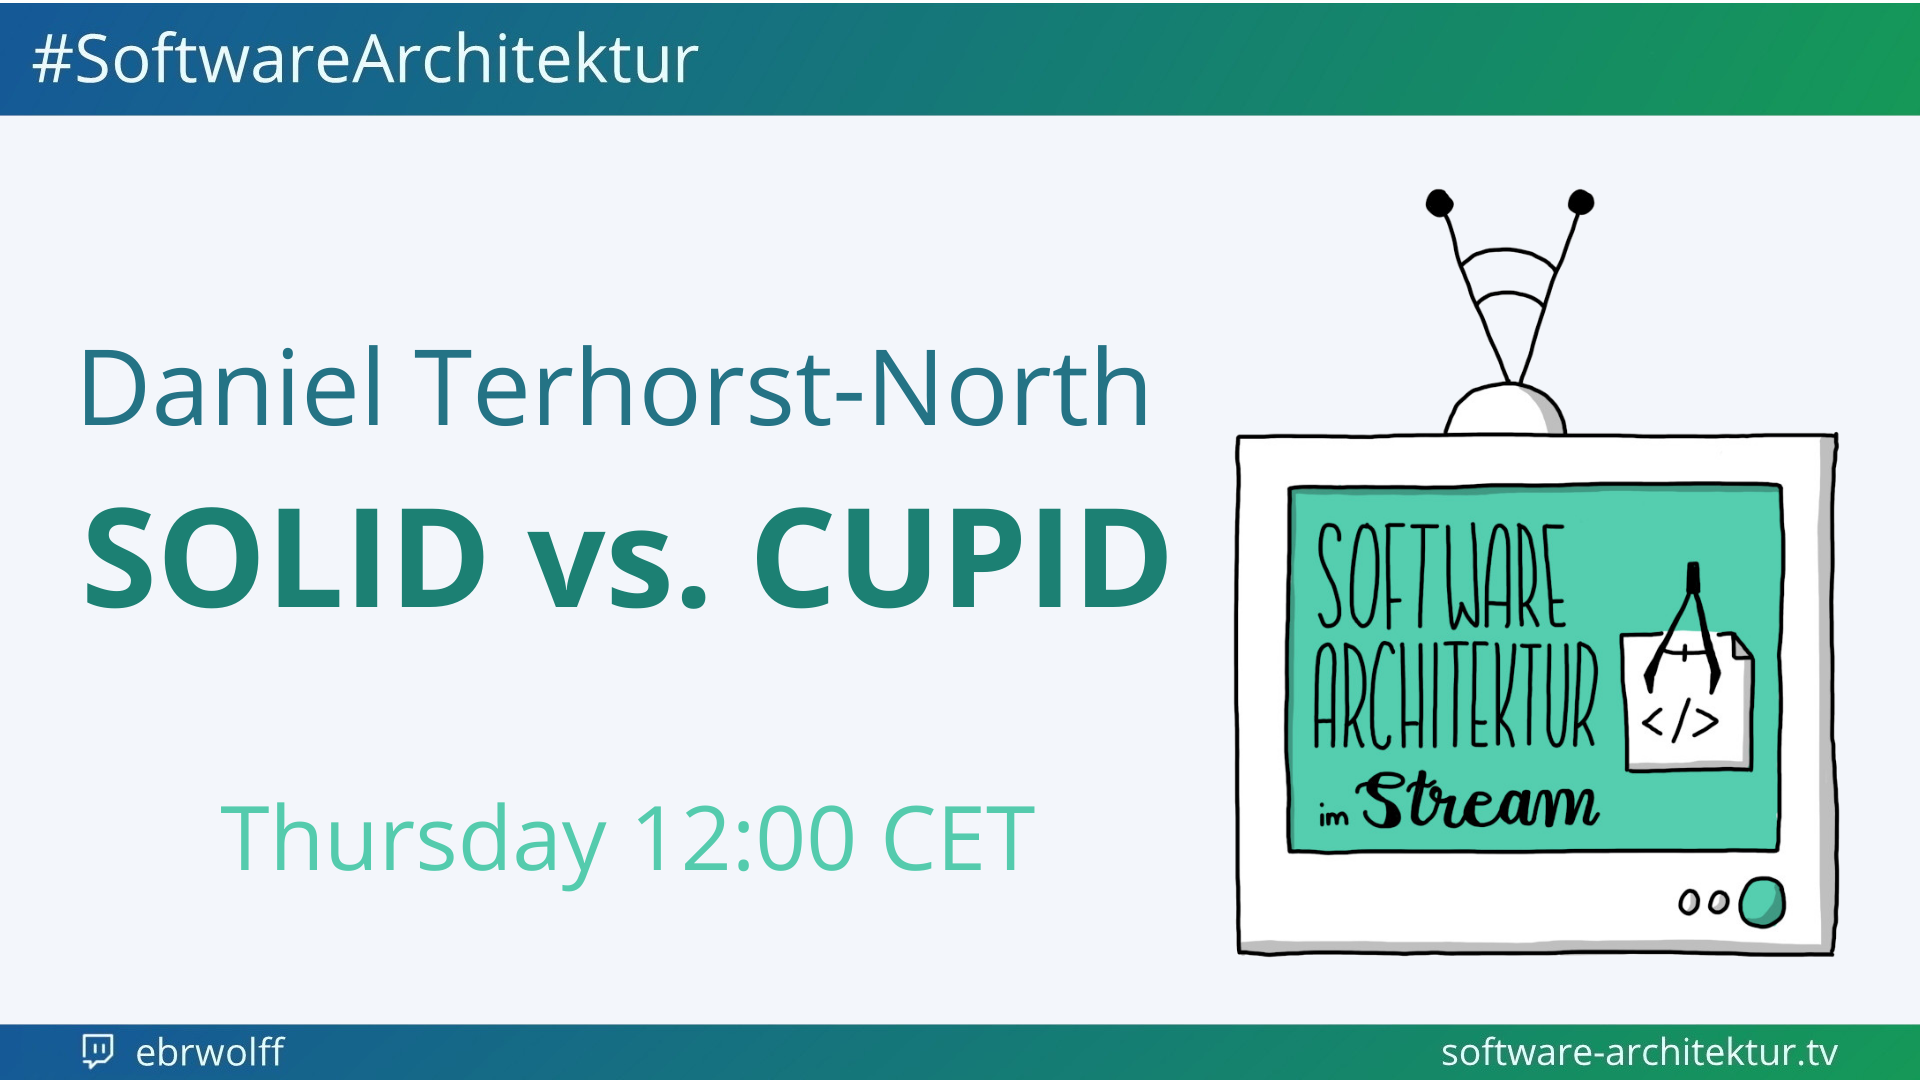 #SoftwareArchitektur
Daniel Terhorst-North
SOLID vs. CUPID
Thursday 12:00 CET
SOFTWARE
ARCHITEKTUR
im Stream
</>
ebrwolff
software-architektur.tv